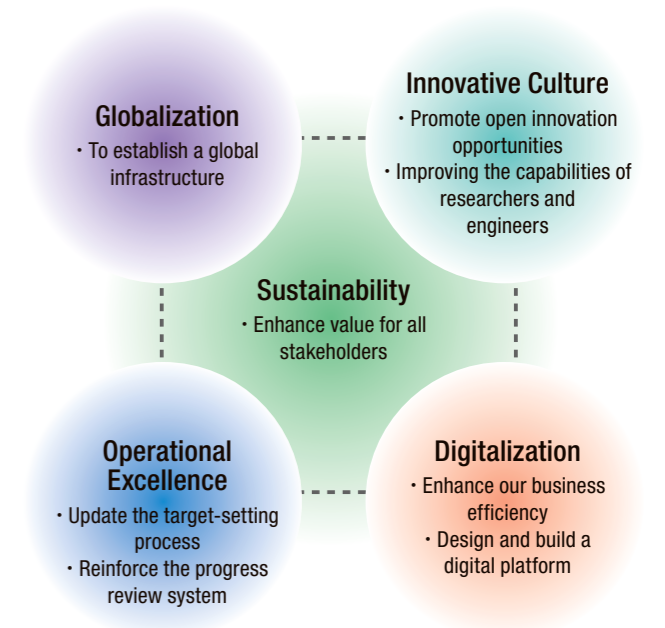 Globalization
・To establish a global
infrastructure
Innovative Culture
・Promote open innovation
opportunities
・Improving the capabilities of
researchers and
engineers
Sustainability
・Enhance value for all
stakeholders
Operational
Excellence
・Update the target-setting
process
・Reinforce the progress
review system
Digitalization
・Enhance our business
efficiency
・Design and build a
digital platform